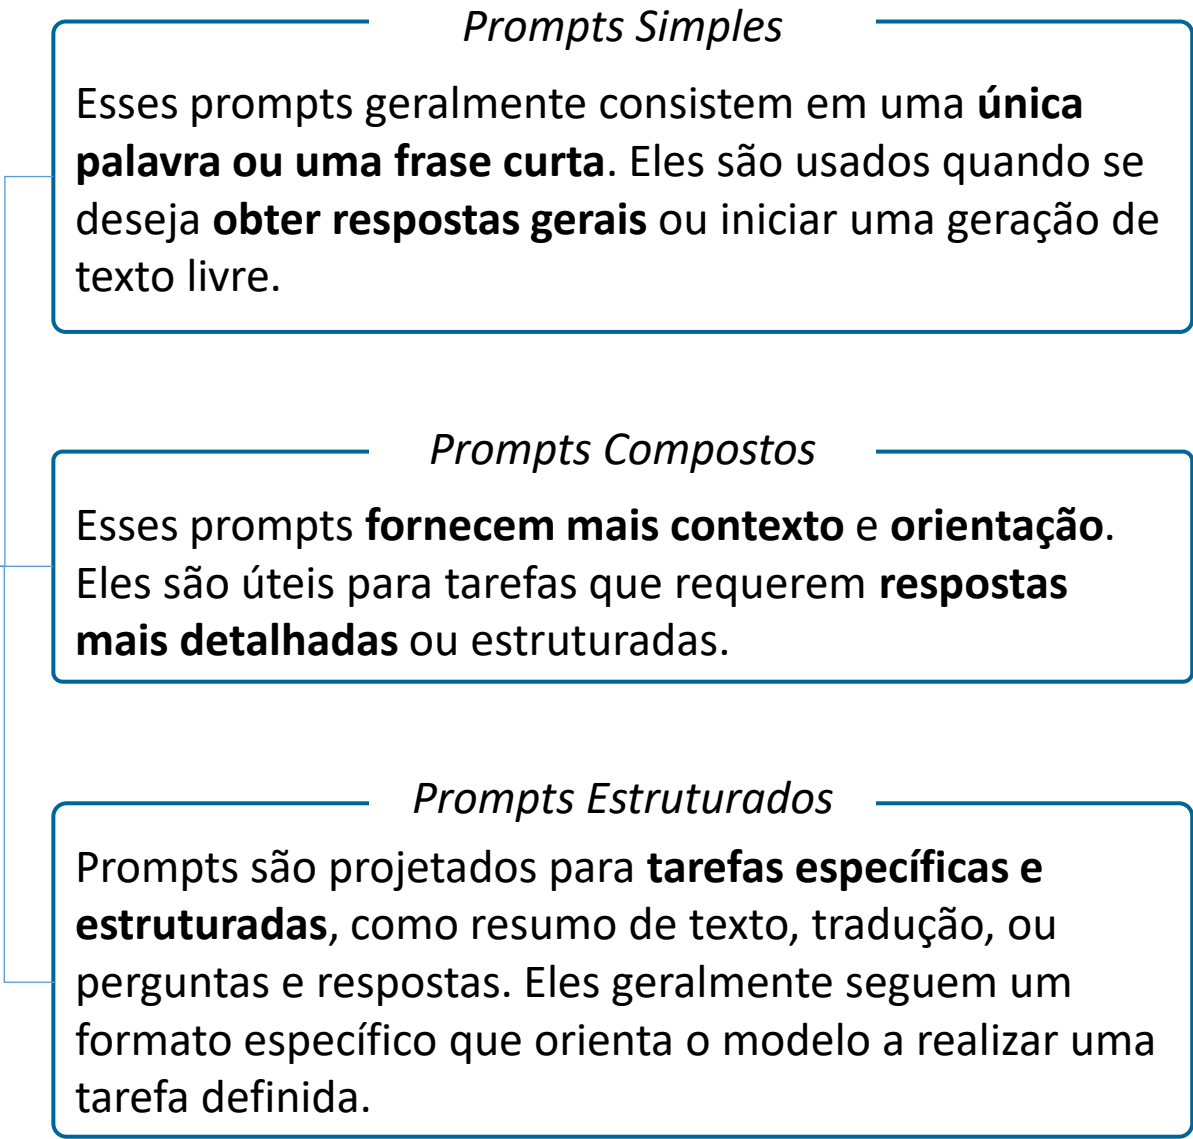 Prompts Simples
Esses prompts geralmente consistem em uma única
palavra ou uma frase curta. Eles são usados quando se
deseja obter respostas gerais ou iniciar uma geração de
texto livre.
Prompts Compostos
Esses prompts fornecem mais contexto e orientação.
Eles são úteis para tarefas que requerem respostas
mais detalhadas ou estruturadas.
Prompts Estruturados
Prompts são projetados para tarefas específicas e
estruturadas, como resumo de texto, tradução, ou
perguntas e respostas. Eles geralmente seguem um
formato específico que orienta o modelo a realizar uma
tarefa definida.